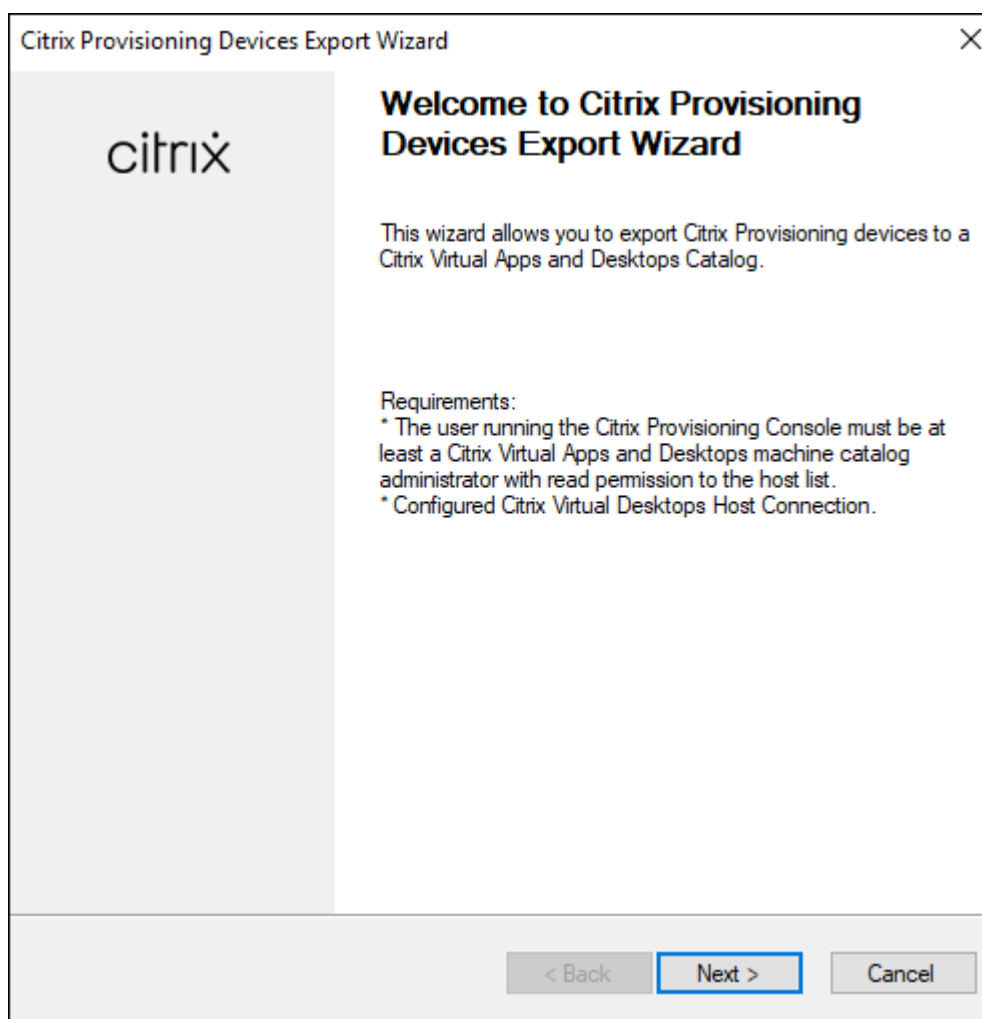 Citrix Provisioning Devices Export Wizard
citrix
Welcome to Citrix Provisioning
Devices Export Wizard
This wizard allows you to export Citrix Provisioning devices to a
Citrix Virtual Apps and Desktops Catalog.
Requirements:
* The user running the Citrix Provisioning Console must be at
least a Citrix Virtual Apps and Desktops machine catalog
administrator with read permission to the host list.
* Configured Citrix Virtual Desktops Host Connection.
< Back
Next >
Cancel